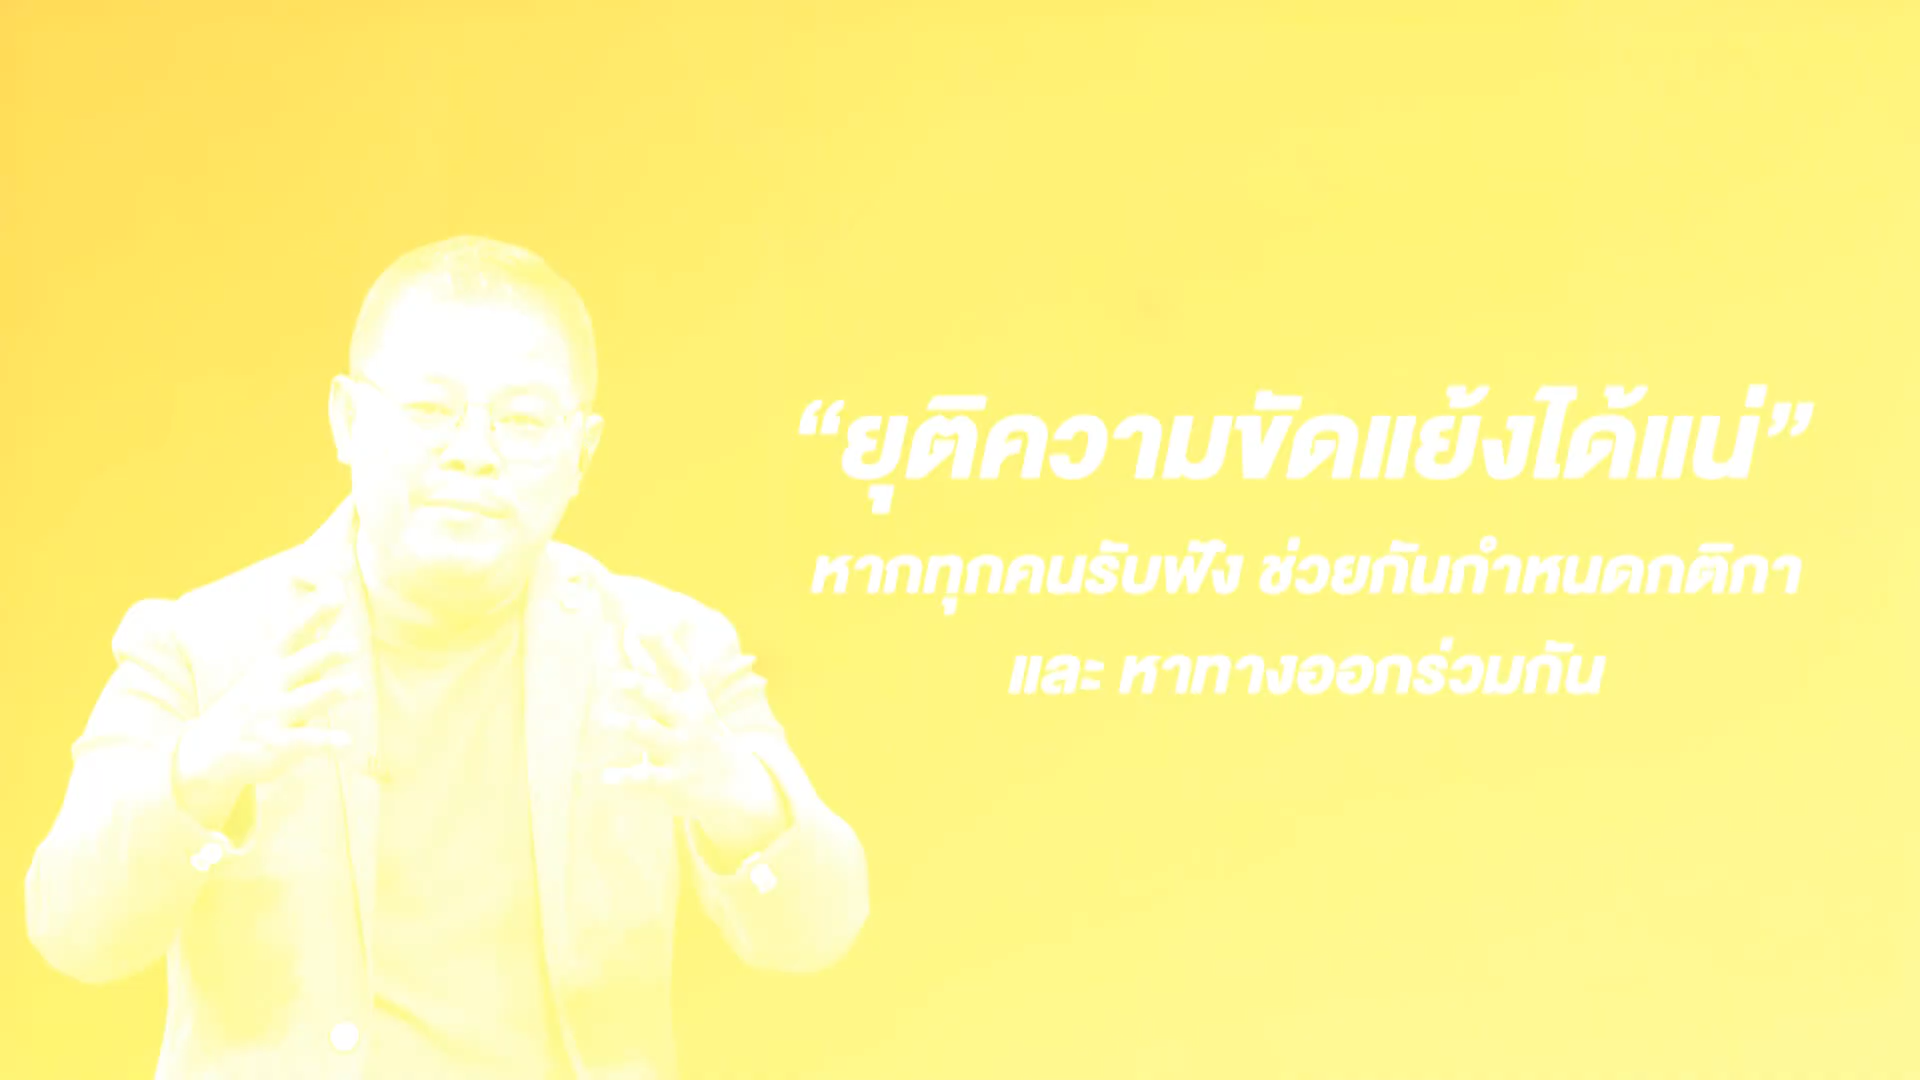 “ยุติความขัดแย้งได้แน่”
หากทุกคนรับฟัง ช่วยกันกำหนดกติกา
และ หาทางออกร่วมกัน